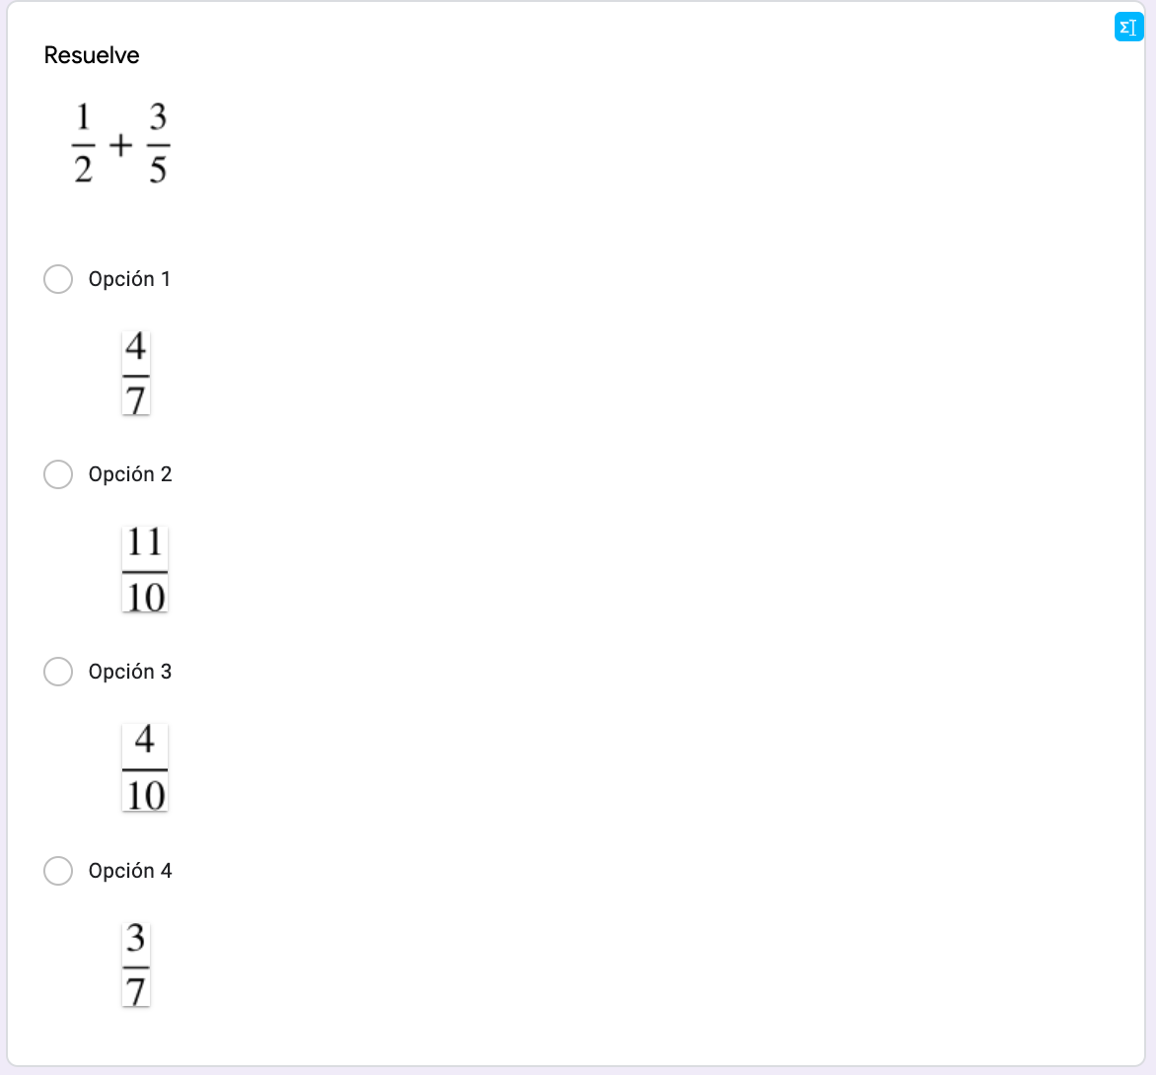 Resuelve
1/2 + 3/5
Opción 1
4/7
Opción 2
11/10
Opción 3
4/10
Opción 4
3/7